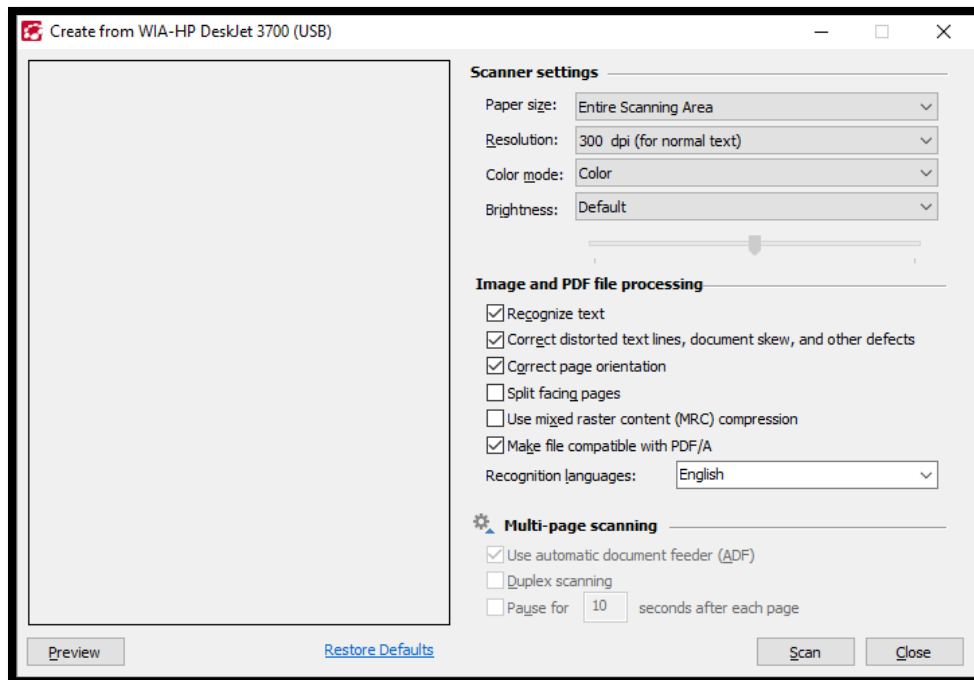 Create from WIA-HP DeskJet 3700 (USB)
Scanner settings
Paper size: Entire Scanning Area
Resolution: 300 dpi (for normal text)
Color mode: Color
Brightness: Default
Image and PDF file processing
Recognize text
Correct distorted text lines, document skew, and other defects
Correct page orientation
Split facing pages
Use mixed raster content (MRC) compression
Make file compatible with PDF/A
Recognition languages: English
Multi-page scanning
Use automatic document feeder (ADF)
Duplex scanning
Pause for 10 seconds after each page
Preview Restore Defaults Scan Close